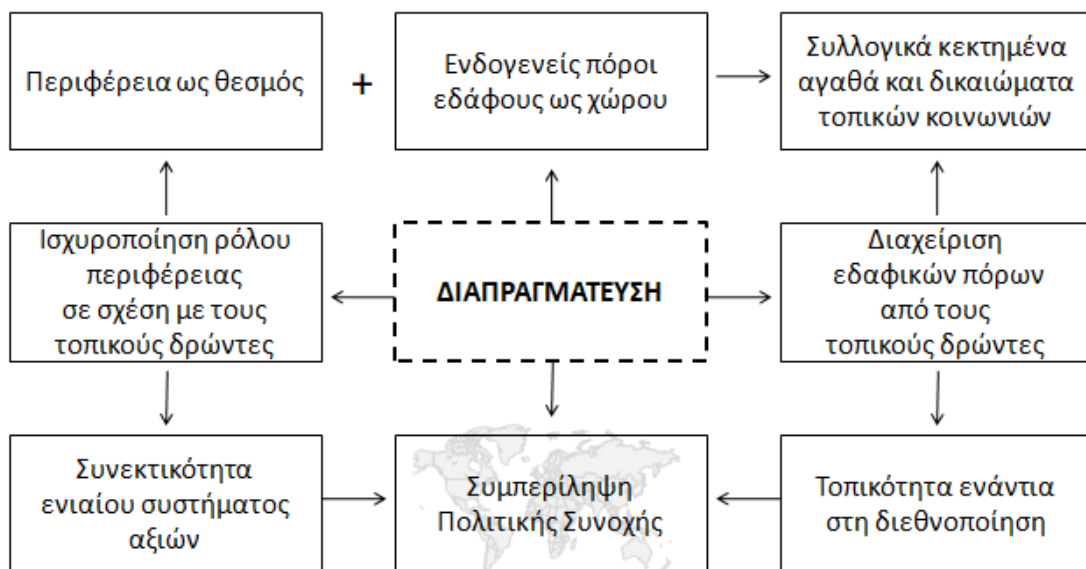 Περιφέρεια ως θεσμός
+
Ενδογενείς πόροι
εδάφους ως χώρου
Συλλογικά κεκτημένα
αγαθά και δικαιώματα
τοπικών κοινωνιών
Ισχυροποίηση ρόλου
περιφέρειας
σε σχέση με τους
τοπικούς δρώντες
ΔΙΑΠΡΑΓΜΑΤΕΥΣΗ
Διαχείριση
εδαφικών πόρων
από τους
τοπικούς δρώντες
Συνεκτικότητα
ενιαίου συστήματος
αξιών
Συμπερίληψη
Πολιτικής Συνοχής
Τοπικότητα ενάντια
στη διεθνοποίηση